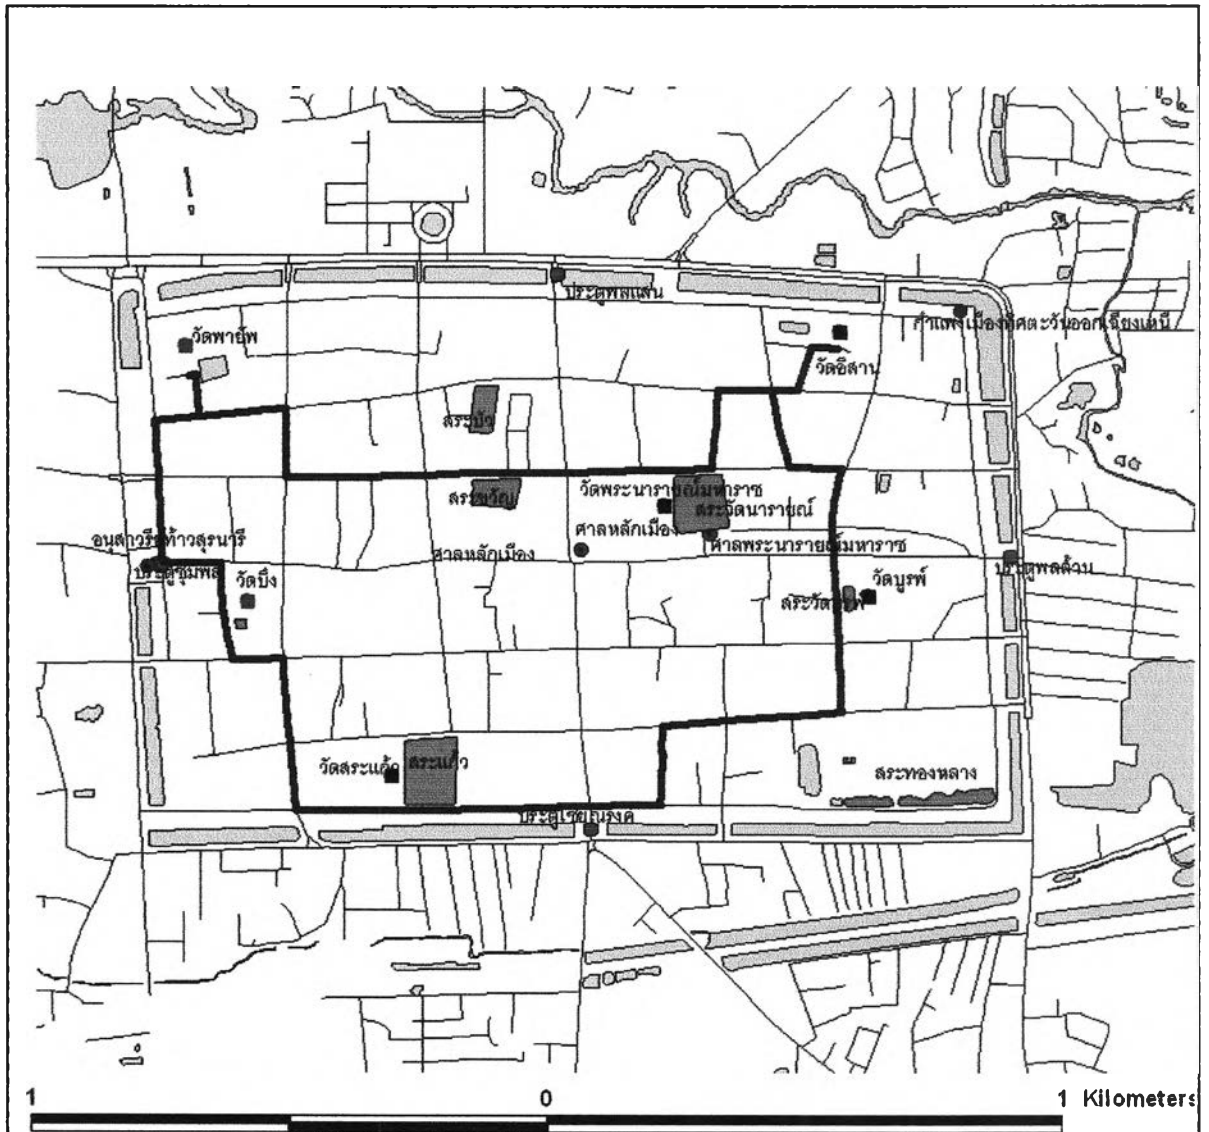 ประตูพลแสน
กำแพงเมืองทิศตะวันออกเฉียงเหนือ
วัดพายัพ
วัดอิสาน
สระบัว
สระขวัญ
วัดพระนารายณ์มหาราช
สระวัดนารายณ์
ศาลหลักเมือง
ศาลหลักเมือง
ศาลพระนารายณ์มหาราช
อนุสาวรีย์ท้าวสุรนารี
ประตูชุมพล
ประตูพลล้าน
วัดบึง
วัดบูรพ์
สระวัดบูรพ์
วัดสระแก้ว
สระแก้ว
สระทองหลาง
ประตูไชยณรงค์
1 0 1 Kilometers